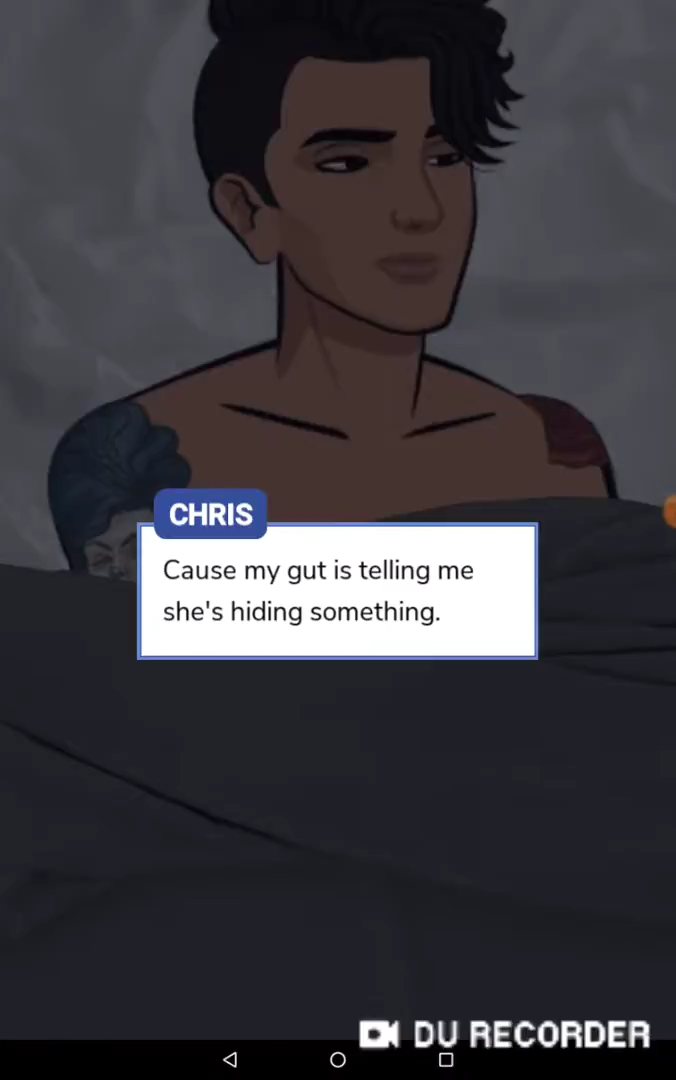 CHRIS
Cause my gut is telling me
she's hiding something.
DU RECORDER